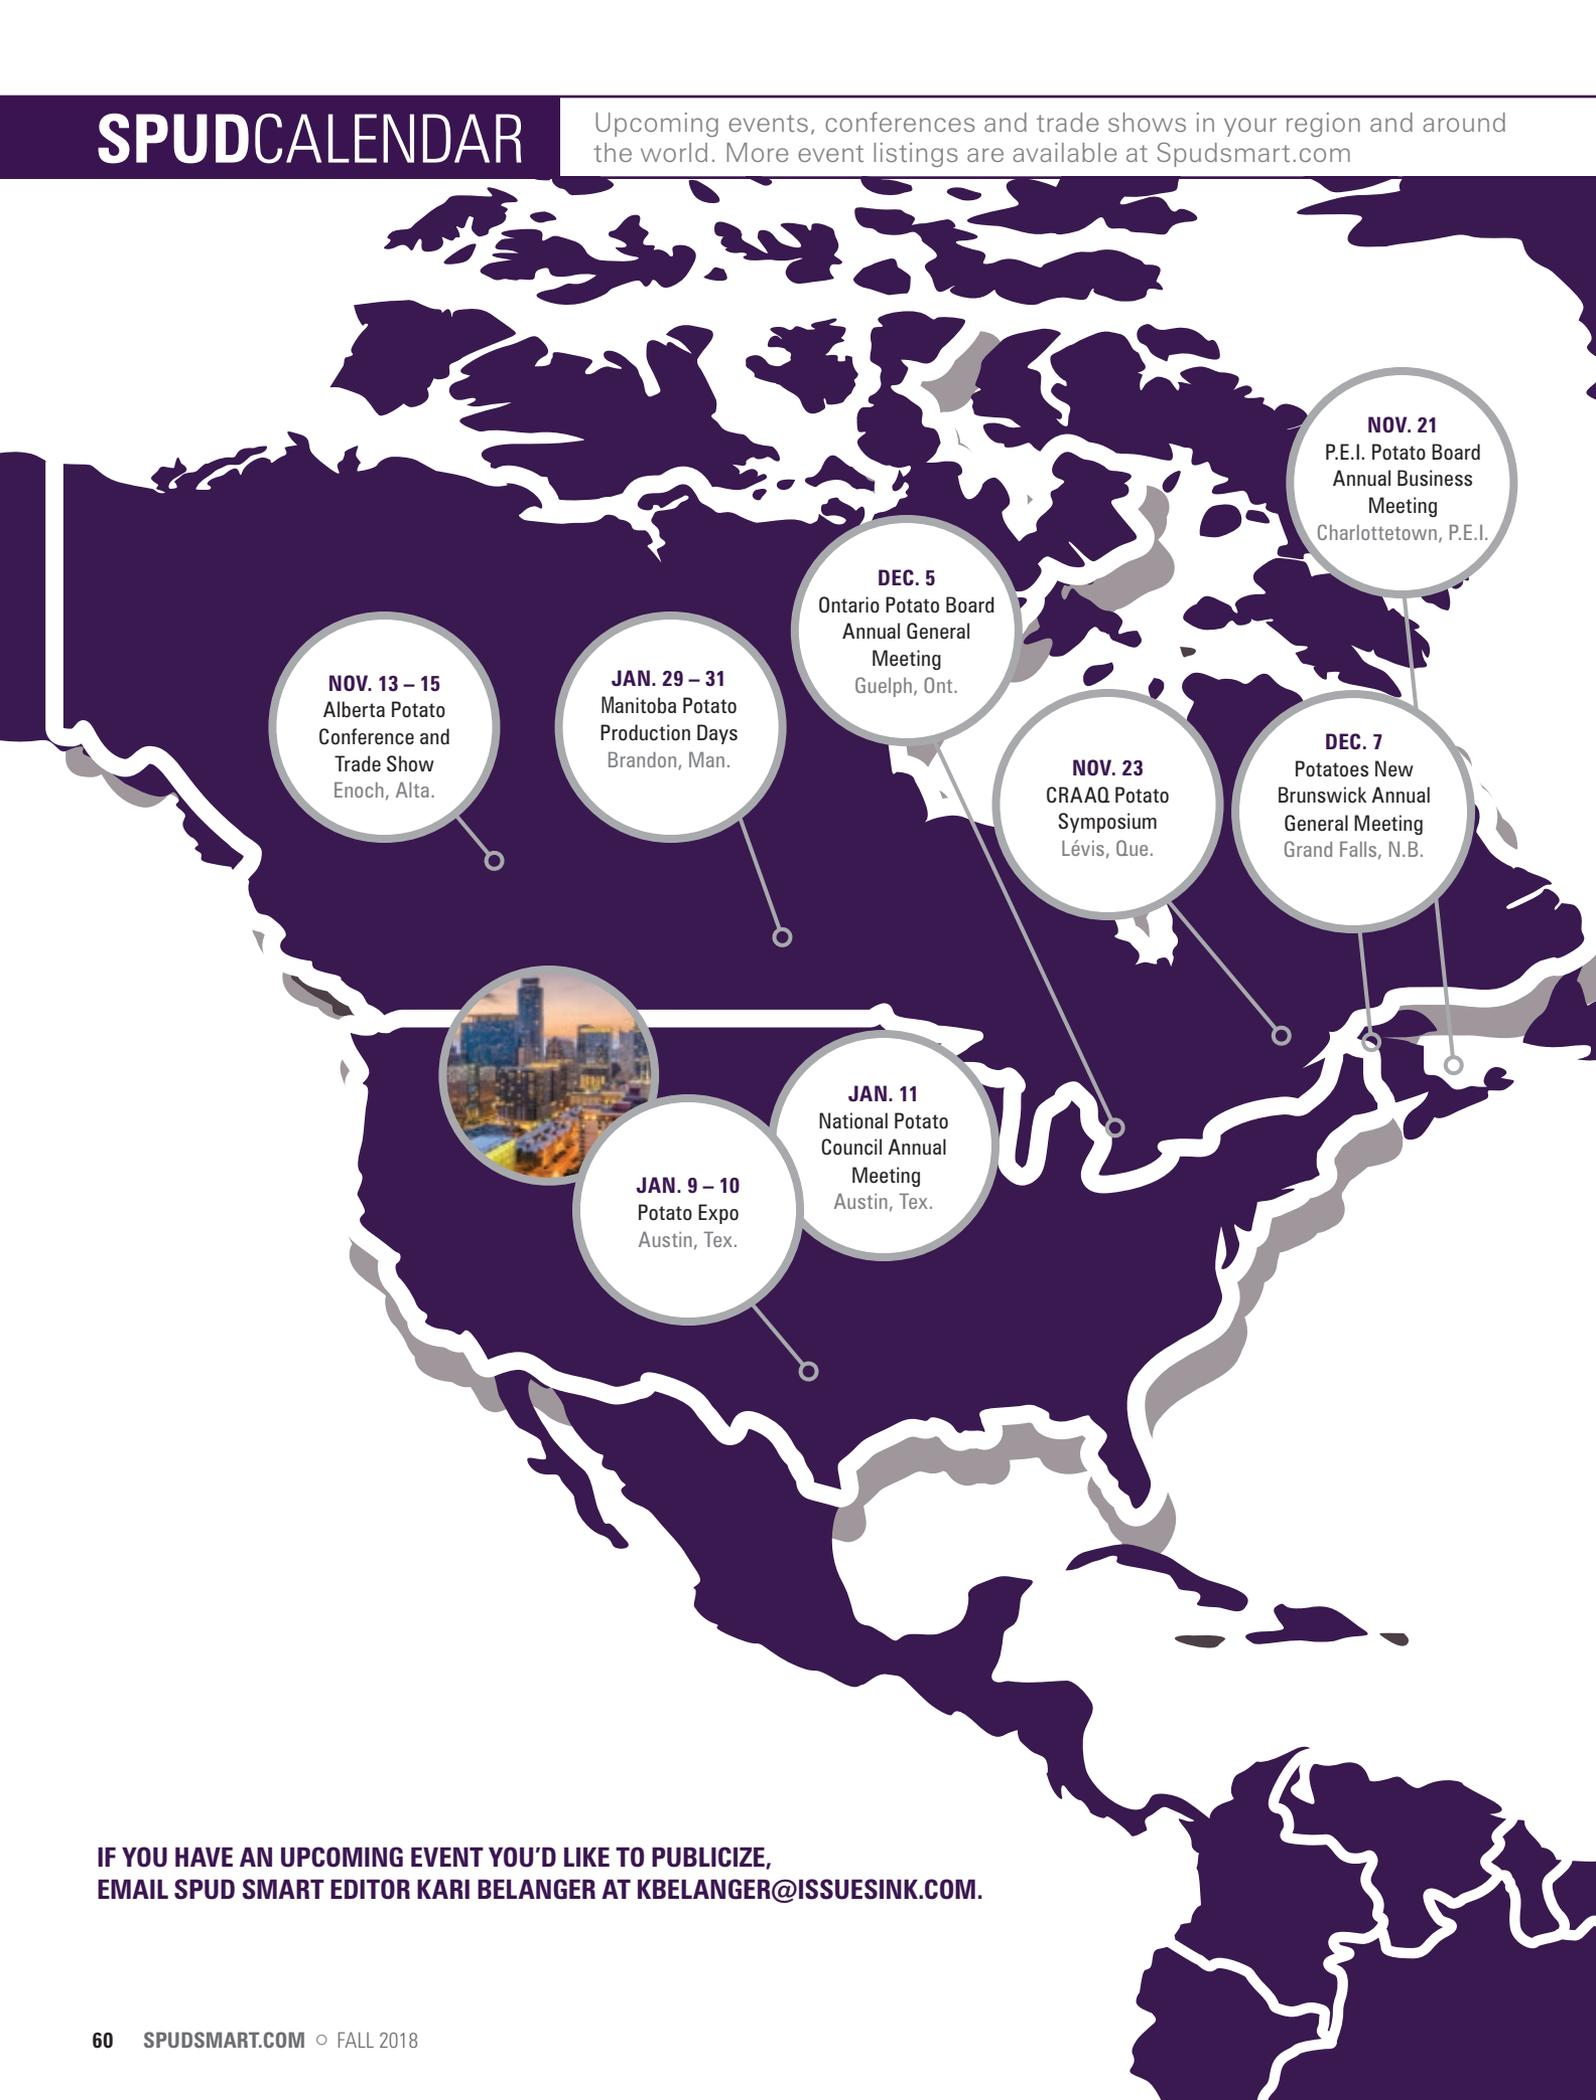 SPUDCALENDAR
Upcoming events, conferences and trade shows in your region and around
the world. More event listings are available at Spudsmart.com
NOV. 21
P.E.I. Potato Board
Annual Business
Meeting
Charlottetown, P.E.I.
DEC. 5
Ontario Potato Board
Annual General
Meeting
Guelph, Ont.
NOV. 13 – 15
Alberta Potato
Conference and
Trade Show
Enoch, Alta.
JAN. 29 – 31
Manitoba Potato
Production Days
Brandon, Man.
NOV. 23
CRAAQ Potato
Symposium
Lévis, Que.
DEC. 7
Potatoes New
Brunswick Annual
General Meeting
Grand Falls, N.B.
JAN. 11
National Potato
Council Annual
Meeting
Austin, Tex.
JAN. 9 – 10
Potato Expo
Austin, Tex.
IF YOU HAVE AN UPCOMING EVENT YOU'D LIKE TO PUBLICIZE,
EMAIL SPUD SMART EDITOR KARI BELANGER AT KBELANGER@ISSUESINK.COM.
60 SPUDSMART.COM ○ FALL 2018